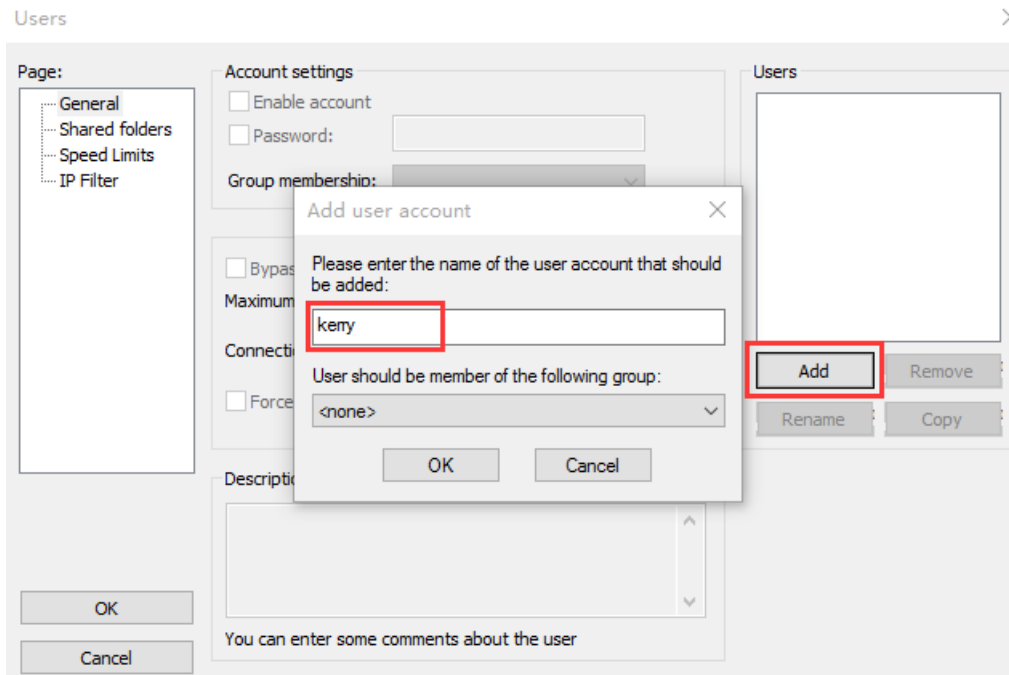 Users
Page:
General
Shared folders
Speed Limits
IP Filter
OK
Cancel
Account settings
Enable account
Password:
Group membership:
Bypas
Maximum
Connecti
Force
Descriptio
You can enter some comments about the user
Add user account
Please enter the name of the user account that should
be added:
kerry
User should be member of the following group:
<none>
OK
Cancel
Users
Add
Remove
Rename
Copy